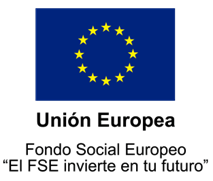 Unión Europea
Fondo Social Europeo
“El FSE invierte en tu futuro”